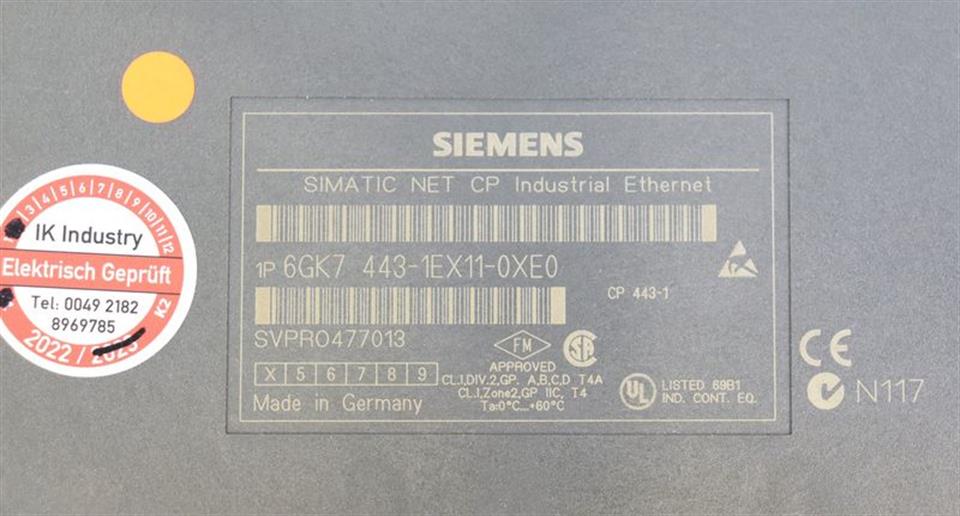 SIEMENS
SIMATIC NET CP Industrial Ethernet
1P 6GK7 443-1EX11-0XE0
CP 443-1
SVPRO477013
X 5 6 7 8 9
Made in Germany
FM
APPROVED
CL.I,DIV.2,GP. A,B,C,D T4A
CL.I,Zone2,GP IIC, T4
Ta:0°C...+60°C
UL
LISTED 69B1
IND. CONT. EQ.
N117
3 4 5 6 7 8 9 10 11 12
IK Industry
Elektrisch Geprüft
Tel: 0049 2182
8969785
K2
2022 / 2023